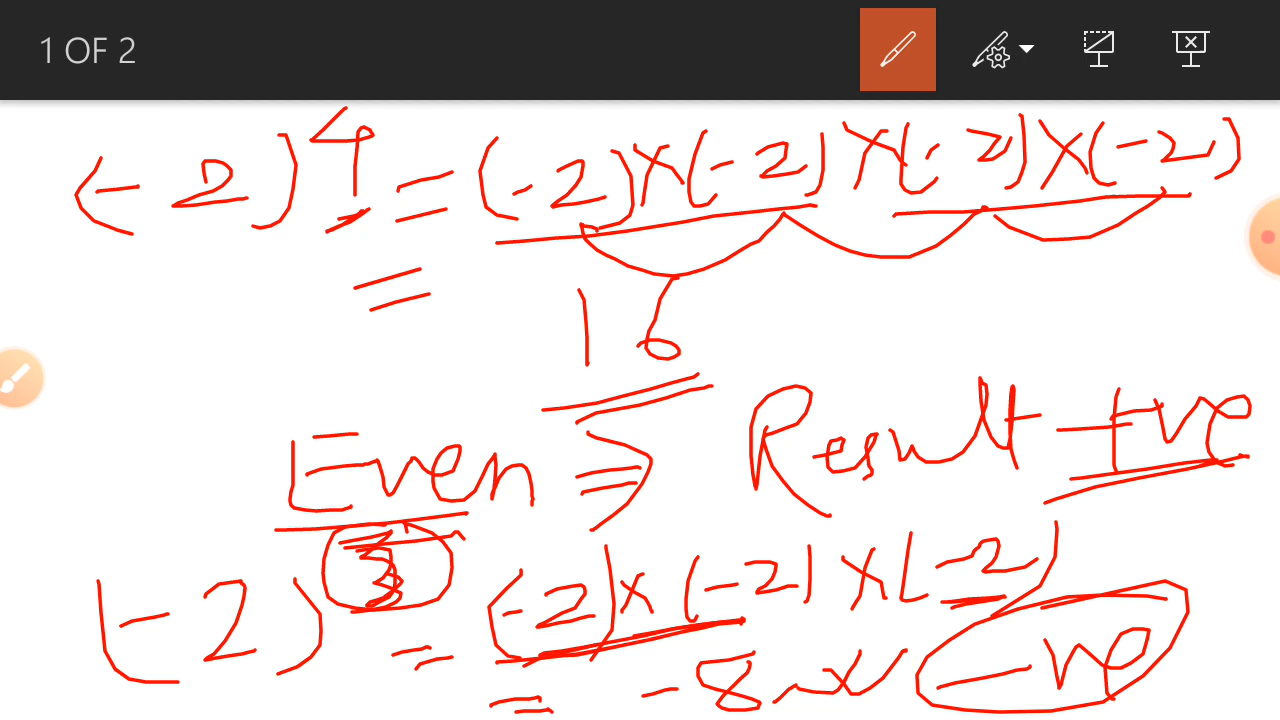 1 OF 2
(-2)^4 = (-2)×(-2)×(-2)×(-2)
= 16
Even ⇒ Result +ve
(-2)^3 = (-2)×(-2)×(-2)
= -8 -ve